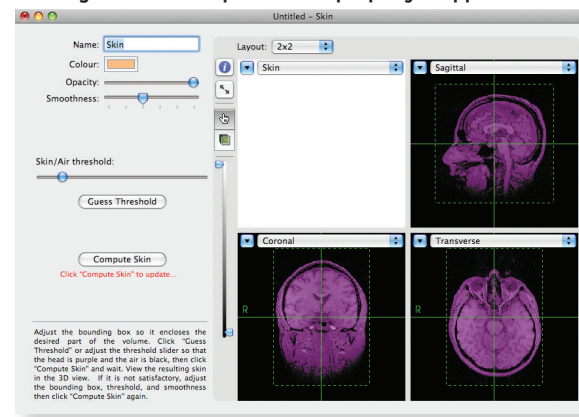 Untitled – Skin
Name: Skin
Colour:
Opacity:
Smoothness:
Skin/Air threshold:
Guess Threshold
Compute Skin
Click "Compute Skin" to update...
Adjust the bounding box so it encloses the
desired part of the volume. Click "Guess
Threshold" or adjust the threshold slider so that
the head is purple and the air is black, then click
"Compute Skin" and wait. View the resulting skin
in the 3D view. If it is not satisfactory, adjust
the bounding box, threshold, and smoothness
then click "Compute Skin" again.
Layout: 2x2
Skin
Sagittal
Coronal
R
Transverse
R